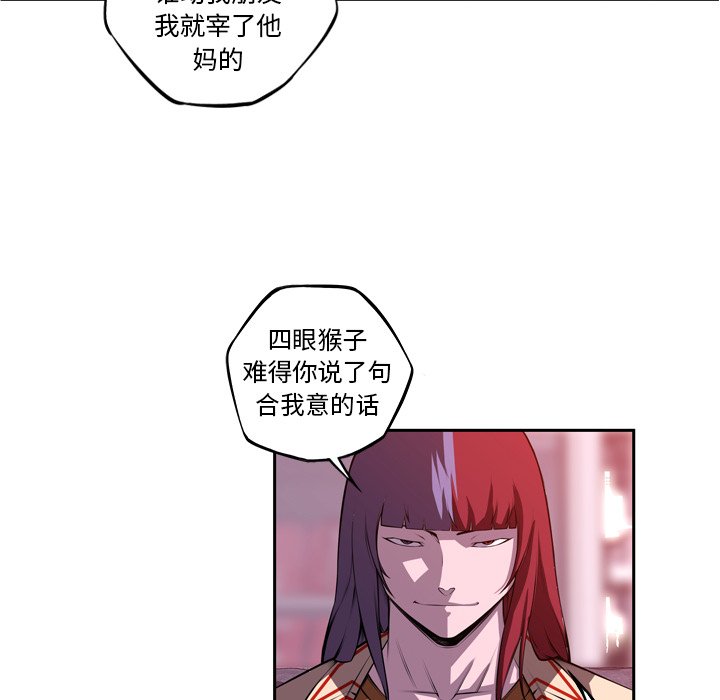 我就宰了他
妈的
四眼猴子
难得你说了句
合我意的话